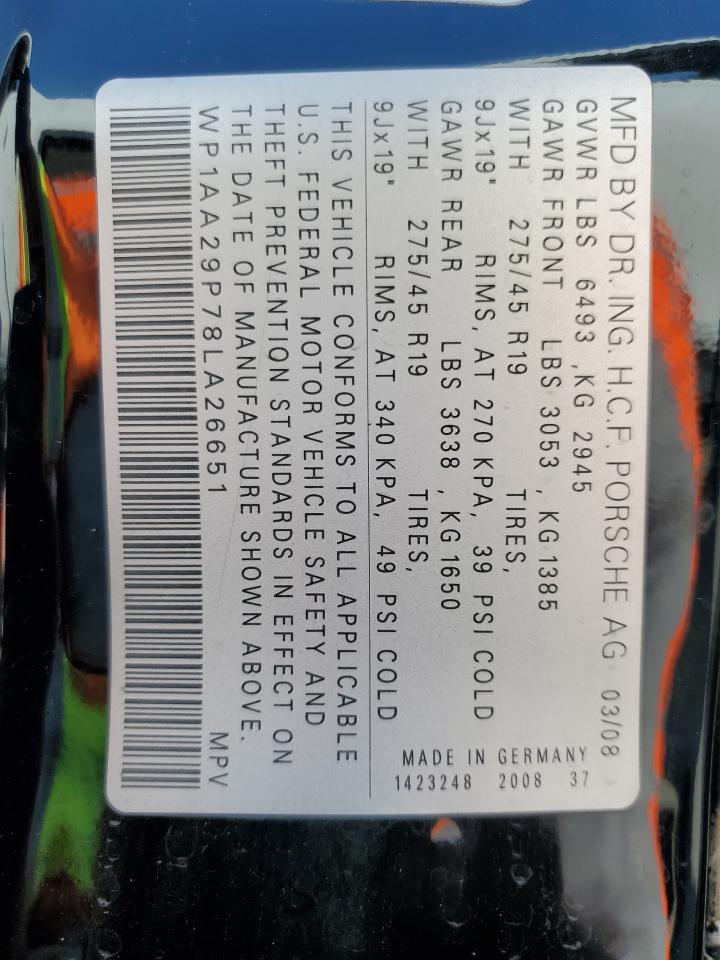 MFD BY DR. ING. H.C.F. PORSCHE AG 03/08
GVWR LBS 6493 ,KG 2945
GAWR FRONT LBS 3053 , KG 1385
WITH 275/45 R19 TIRES,
9Jx19" RIMS, AT 270 KPA, 39 PSI COLD
GAWR REAR LBS 3638 , KG 1650
WITH 275/45 R19 TIRES,
9Jx19" RIMS, AT 340 KPA, 49 PSI COLD
MADE IN GERMANY
1423248 2008 37
THIS VEHICLE CONFORMS TO ALL APPLICABLE
U.S. FEDERAL MOTOR VEHICLE SAFETY AND
THEFT PREVENTION STANDARDS IN EFFECT ON
THE DATE OF MANUFACTURE SHOWN ABOVE.
WP1AA29P78LA26651 MPV